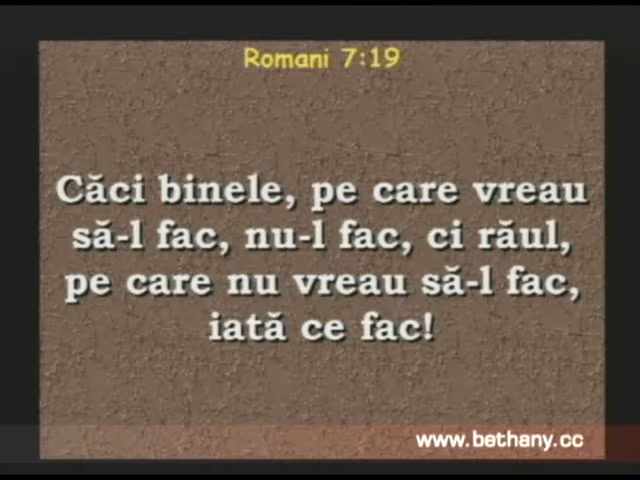 Romani 7:19
Căci binele, pe care vreau
să-l fac, nu-l fac, ci răul,
pe care nu vreau să-l fac,
iată ce fac!
www.bethany.cc